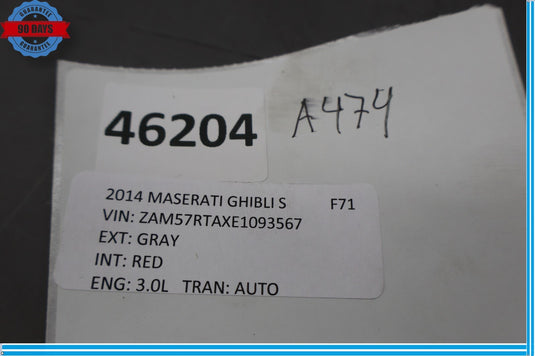 GUARANTEE
90 DAYS
GUARANTEE
46204
A474
2014 MASERATI GHIBLI S F71
VIN: ZAM57RTAXE1093567
EXT: GRAY
INT: RED
ENG: 3.0L TRAN: AUTO